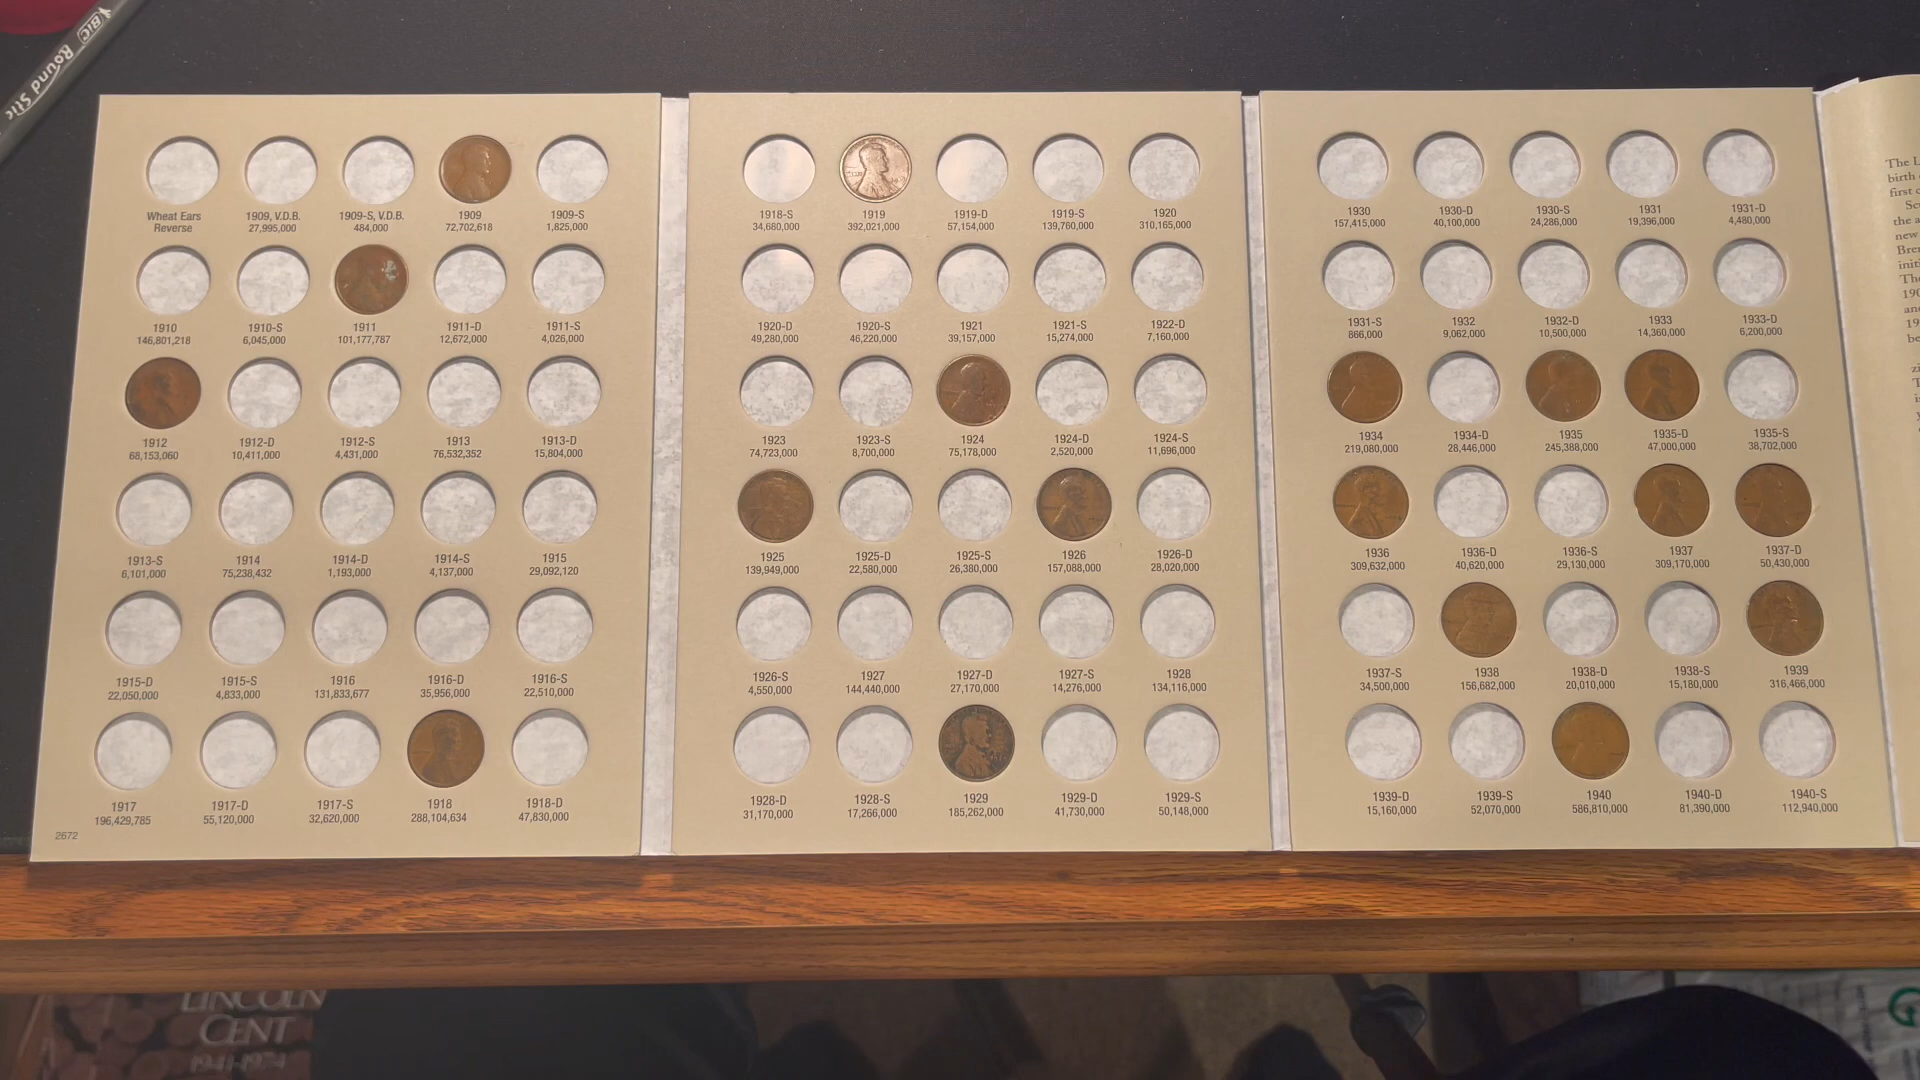 BIC
Round Stic
Wheat Ears
Reverse
1909, V.D.B.
27,995,000
1909-S, V.D.B.
484,000
1909
72,702,618
1909-S
1,825,000
1910
146,801,218
1910-S
6,045,000
1911
101,177,787
1911-D
12,672,000
1911-S
4,026,000
1912
68,153,060
1912-D
10,411,000
1912-S
4,431,000
1913
76,532,352
1913-D
15,804,000
1913-S
6,101,000
1914
75,238,432
1914-D
1,193,000
1914-S
4,137,000
1915
29,092,120
1915-D
22,050,000
1915-S
4,833,000
1916
131,833,677
1916-D
35,956,000
1916-S
22,510,000
1917
196,429,785
1917-D
55,120,000
1917-S
32,620,000
1918
288,104,634
1918-D
47,830,000
2672
1918-S
34,680,000
1919
392,021,000
1919-D
57,154,000
1919-S
139,760,000
1920
310,165,000
1920-D
49,280,000
1920-S
46,220,000
1921
39,157,000
1921-S
15,274,000
1922-D
7,160,000
1923
74,723,000
1923-S
8,700,000
1924
75,178,000
1924-D
2,520,000
1924-S
11,696,000
1925
139,949,000
1925-D
22,580,000
1925-S
26,380,000
1926
157,088,000
1926-D
28,020,000
1926-S
4,550,000
1927
144,440,000
1927-D
27,170,000
1927-S
14,276,000
1928
134,116,000
1928-D
31,170,000
1928-S
17,266,000
1929
185,262,000
1929-D
41,730,000
1929-S
50,148,000
1930
157,415,000
1930-D
40,100,000
1930-S
24,286,000
1931
19,396,000
1931-D
4,480,000
1931-S
866,000
1932
9,062,000
1932-D
10,500,000
1933
14,360,000
1933-D
6,200,000
1934
219,080,000
1934-D
28,446,000
1935
245,388,000
1935-D
47,000,000
1935-S
38,702,000
1936
309,632,000
1936-D
40,620,000
1936-S
29,130,000
1937
309,170,000
1937-D
50,430,000
1937-S
34,500,000
1938
156,682,000
1938-D
20,010,000
1938-S
15,180,000
1939
316,466,000
1939-D
15,160,000
1939-S
52,070,000
1940
586,810,000
1940-D
81,390,000
1940-S
112,940,000
The L
birth
first
the a
new
LINCOLN
CENT
1941-1974